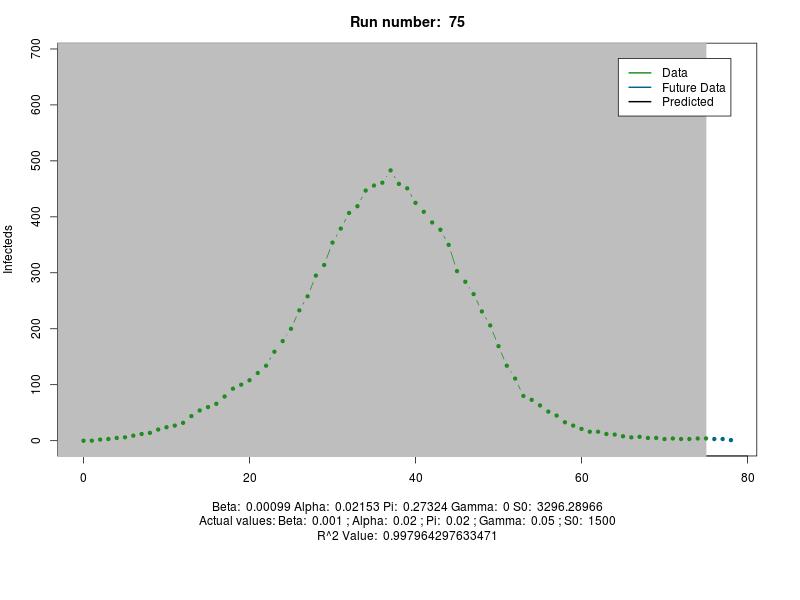 Run number: 75
700
600
500
400
300
200
100
0
Infecteds
Data
Future Data
Predicted
0 20 40 60 80
Beta: 0.00099 Alpha: 0.02153 Pi: 0.27324 Gamma: 0 S0: 3296.28966
Actual values: Beta: 0.001 ; Alpha: 0.02 ; Pi: 0.02 ; Gamma: 0.05 ; S0: 1500
R^2 Value: 0.997964297633471